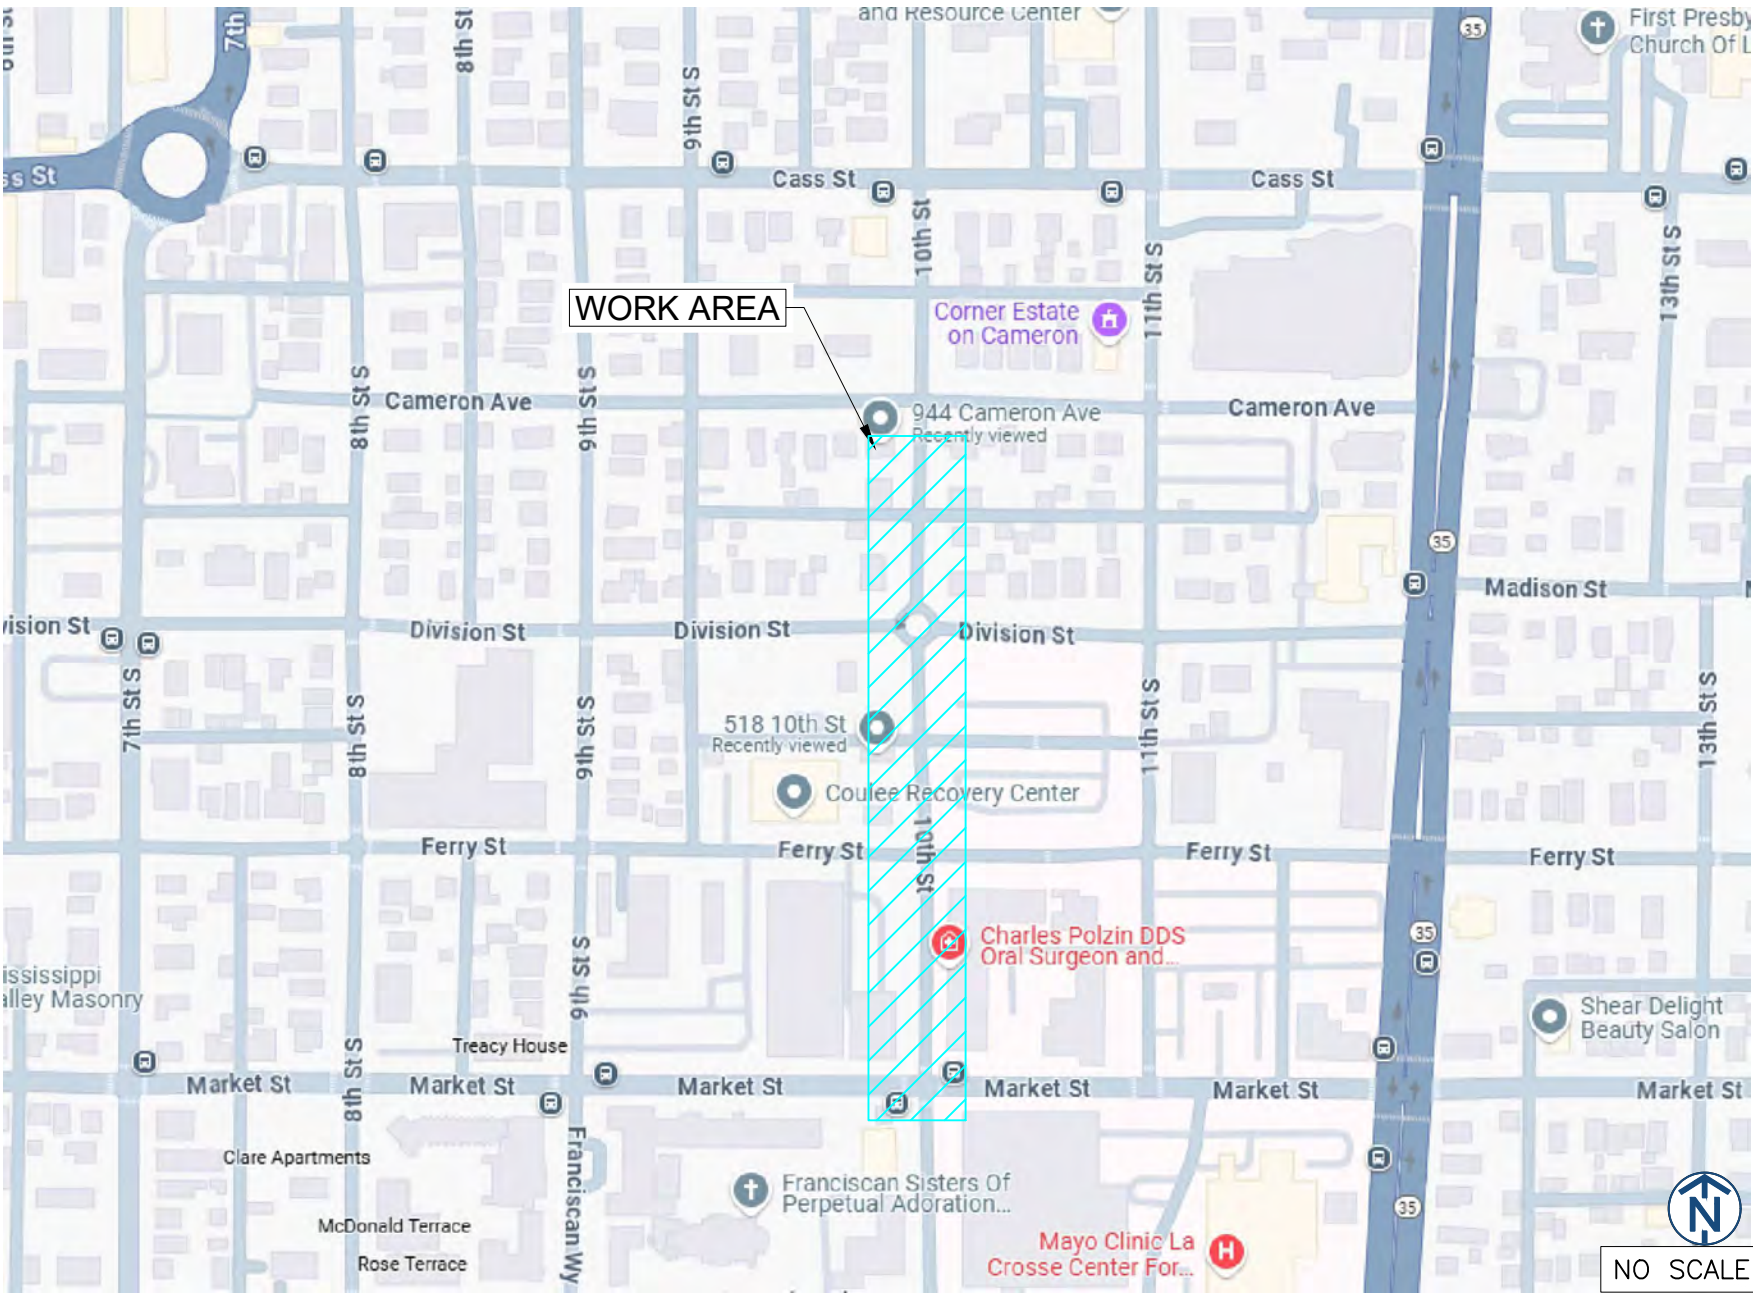 7th
8th St
9th St S
and Resource Center
35
First Presby
Church Of L
ss St
Cass St
Cass St
10th St
11th St S
13th St S
WORK AREA
Corner Estate
on Cameron
8th St S
Cameron Ave
9th St S
944 Cameron Ave
Recently viewed
Cameron Ave
35
Madison St
vision St
Division St
Division St
Division St
7th St S
8th St S
9th St S
518 10th St
Recently viewed
11th St S
13th St S
Coulee Recovery Center
Ferry St
Ferry St
10th St
Ferry St
Ferry St
Charles Polzin DDS
Oral Surgeon and...
35
ississippi
alley Masonry
9th St S
Shear Delight
Beauty Salon
Treacy House
8th St S
Market St
Market St
Market St
Market St
Market St
Market St
Clare Apartments
Franciscan Wy
Franciscan Sisters Of
Perpetual Adoration...
McDonald Terrace
Rose Terrace
Mayo Clinic La
Crosse Center For...
H
35
N
NO SCALE